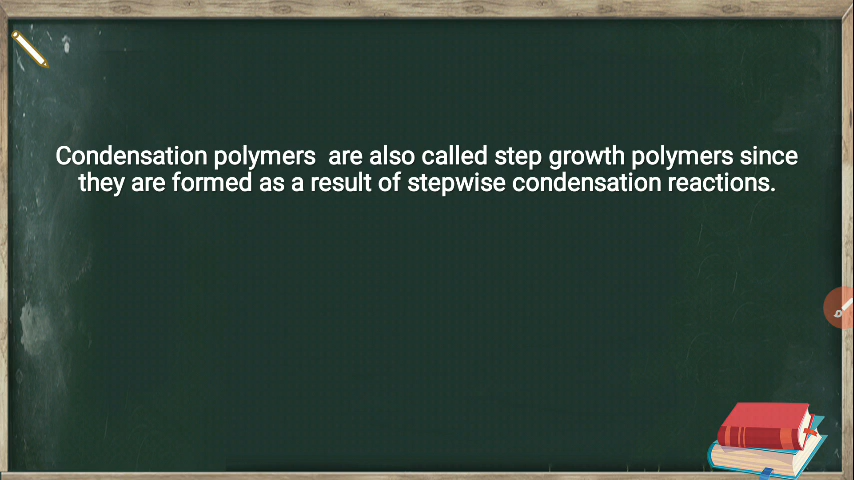 Condensation polymers  are also called step growth polymers since
they are formed as a result of stepwise condensation reactions.